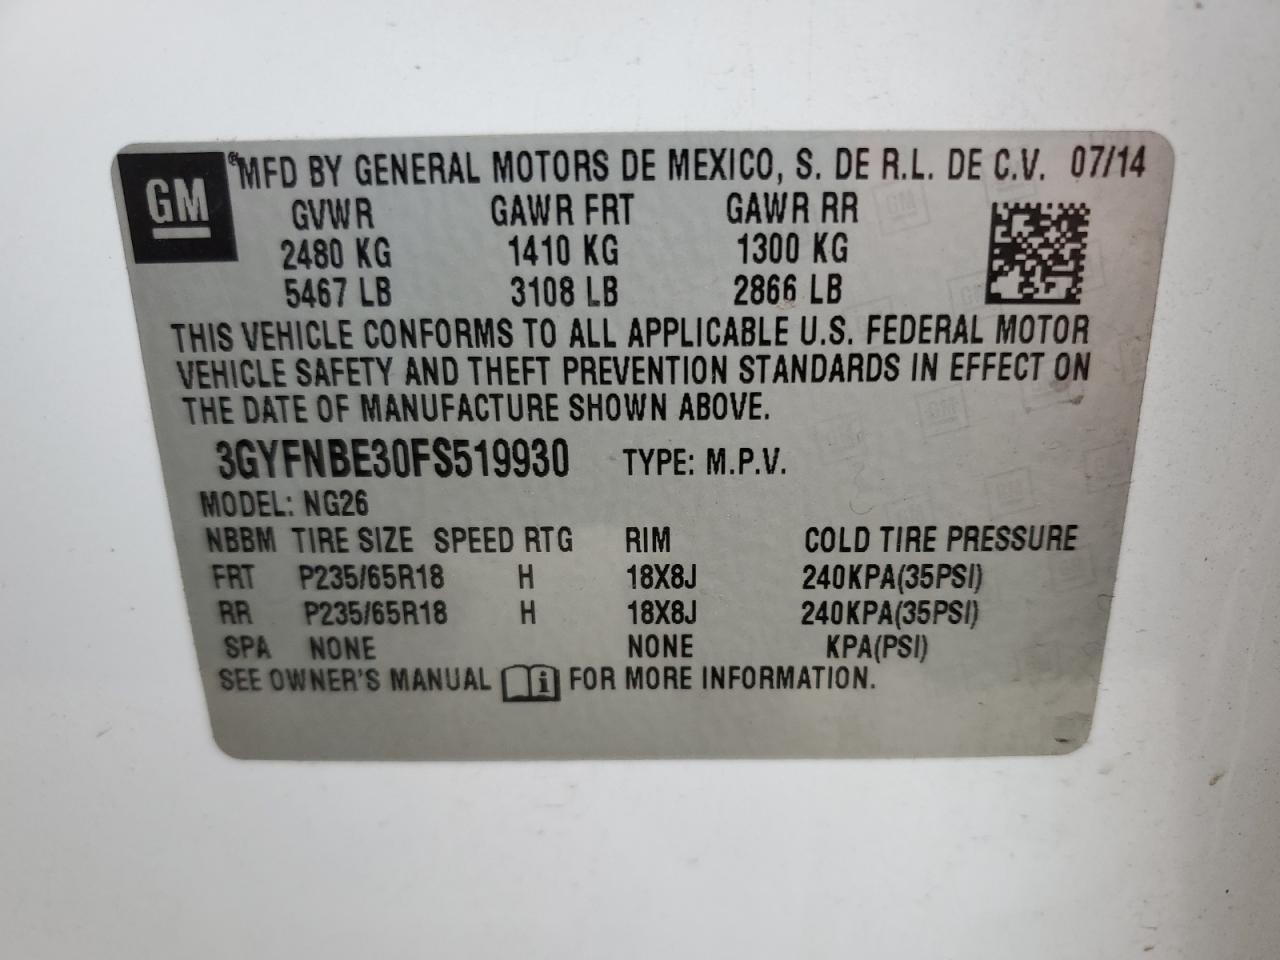 GM ® MFD BY GENERAL MOTORS DE MEXICO, S. DE R.L. DE C.V. 07/14
GVWR GAWR FRT GAWR RR
2480 KG 1410 KG 1300 KG
5467 LB 3108 LB 2866 LB
THIS VEHICLE CONFORMS TO ALL APPLICABLE U.S. FEDERAL MOTOR
VEHICLE SAFETY AND THEFT PREVENTION STANDARDS IN EFFECT ON
THE DATE OF MANUFACTURE SHOWN ABOVE.
3GYFNBE30FS519930 TYPE: M.P.V.
MODEL: NG26
NBBM TIRE SIZE SPEED RTG RIM COLD TIRE PRESSURE
FRT P235/65R18 H 18X8J 240KPA(35PSI)
RR P235/65R18 H 18X8J 240KPA(35PSI)
SPA NONE NONE KPA(PSI)
SEE OWNER'S MANUAL i FOR MORE INFORMATION.